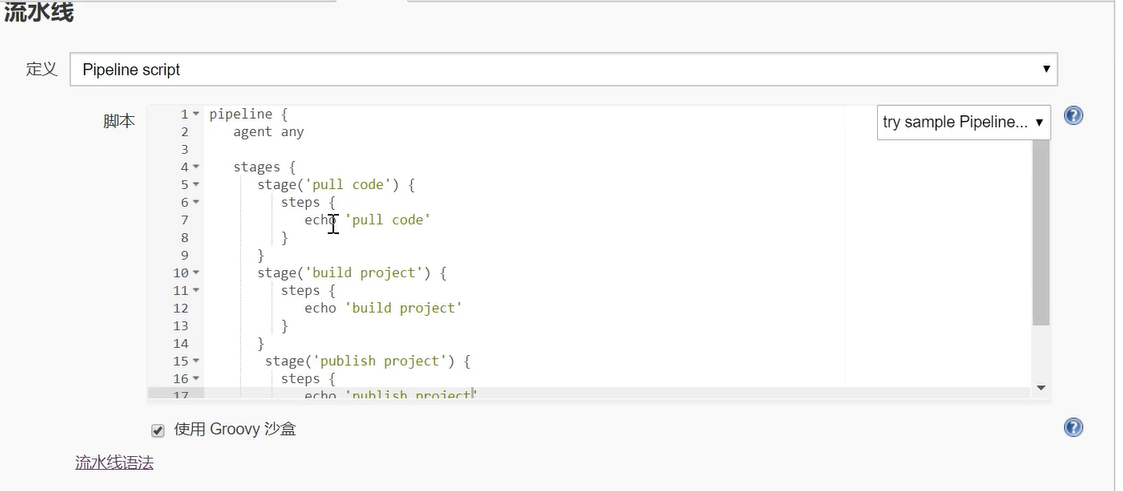 流水线
定义 Pipeline script
脚本
try sample Pipeline...
1 pipeline {
2 agent any
3
4 stages {
5 stage('pull code') {
6 steps {
7 echo 'pull code'
8 }
9 }
10 stage('build project') {
11 steps {
12 echo 'build project'
13 }
14 }
15 stage('publish project') {
16 steps {
17 echo 'publish project'
使用 Groovy 沙盒
流水线语法